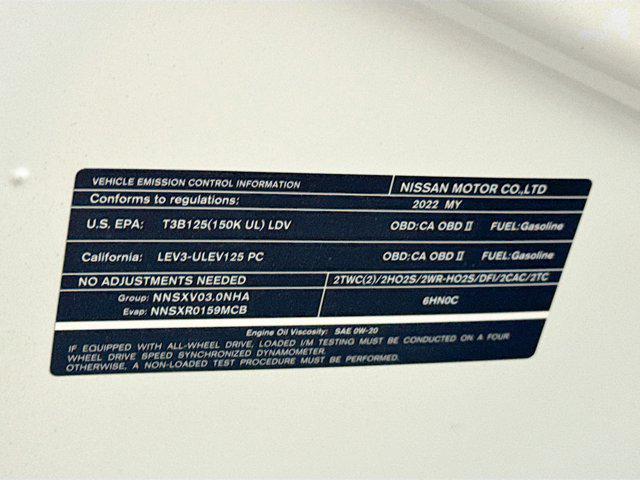 VEHICLE EMISSION CONTROL INFORMATION NISSAN MOTOR CO.,LTD
Conforms to regulations: 2022 MY
U.S. EPA: T3B125(150K UL) LDV OBD:CA OBD II FUEL:Gasoline
California: LEV3-ULEV125 PC OBD:CA OBD II FUEL:Gasoline
NO ADJUSTMENTS NEEDED 2TWC(2)/2HO2S/2WR-HO2S/DFI/2CAC/2TC
Group: NNSXV03.0NHA
Evap: NNSXR0159MCB 6HN0C
Engine Oil Viscosity: SAE 0W-20
IF EQUIPPED WITH ALL-WHEEL DRIVE, LOADED I/M TESTING MUST BE CONDUCTED ON A FOUR
WHEEL DRIVE SPEED SYNCHRONIZED DYNAMOMETER.
OTHERWISE, A NON-LOADED TEST PROCEDURE MUST BE PERFORMED.